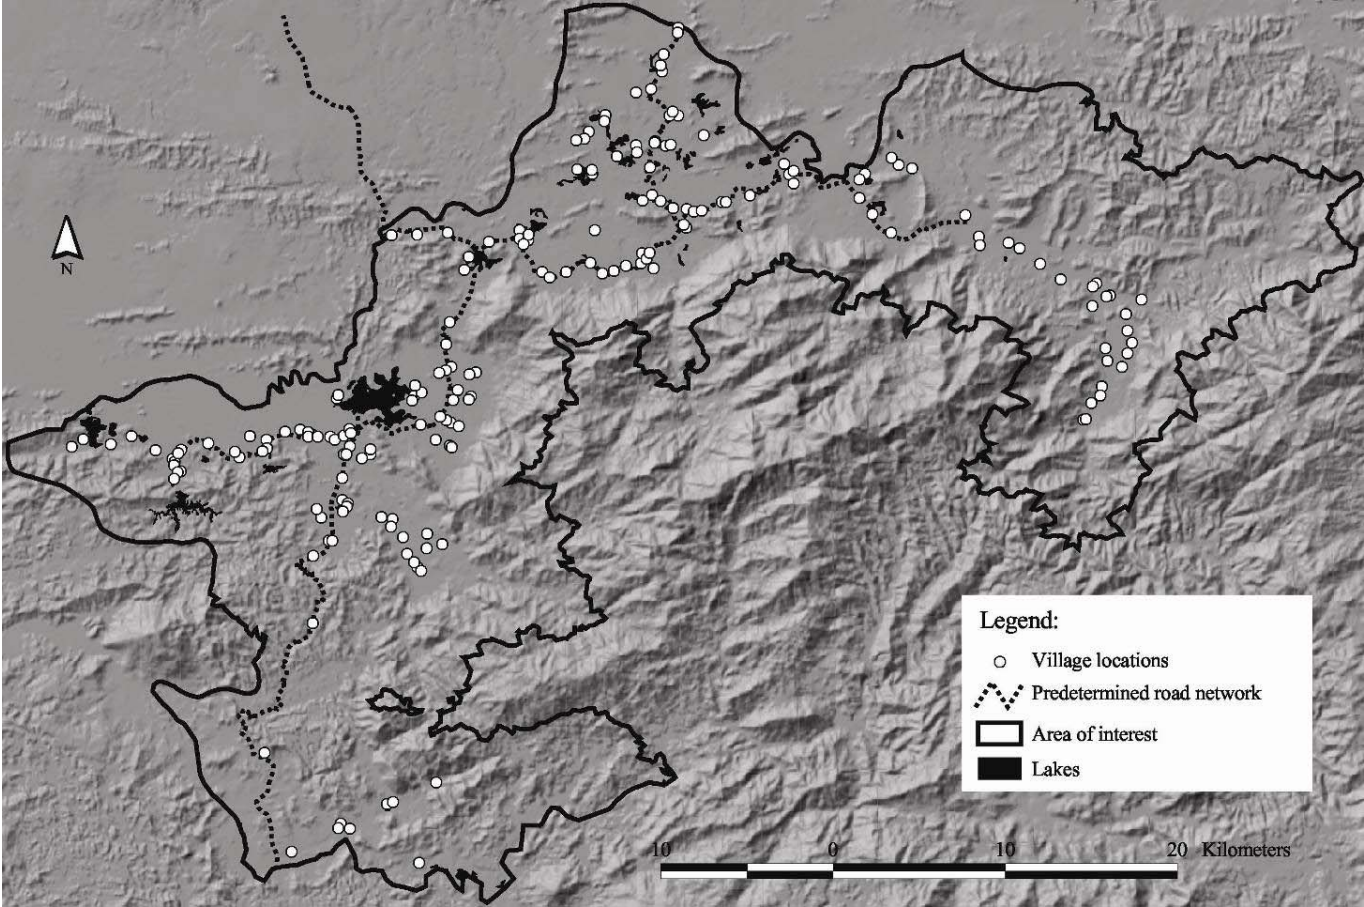 N
Legend:
Village locations
Predetermined road network
Area of interest
Lakes
10 0 10 20 Kilometers